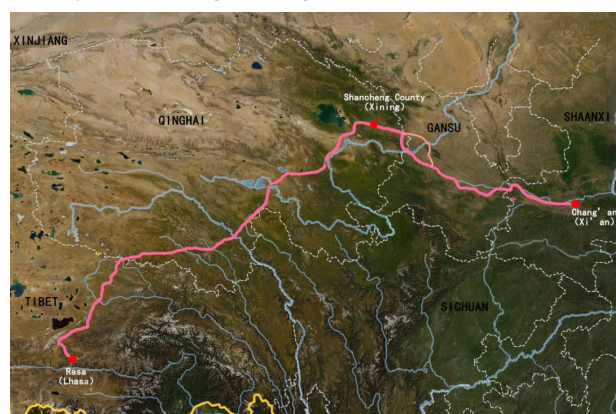 XINJIANG
Shancheng County
(Xining)
QINGHAI
GANSU
SHAANXI
Chang'an
(Xi'an)
TIBET
SICHUAN
Rasa
(Lhasa)